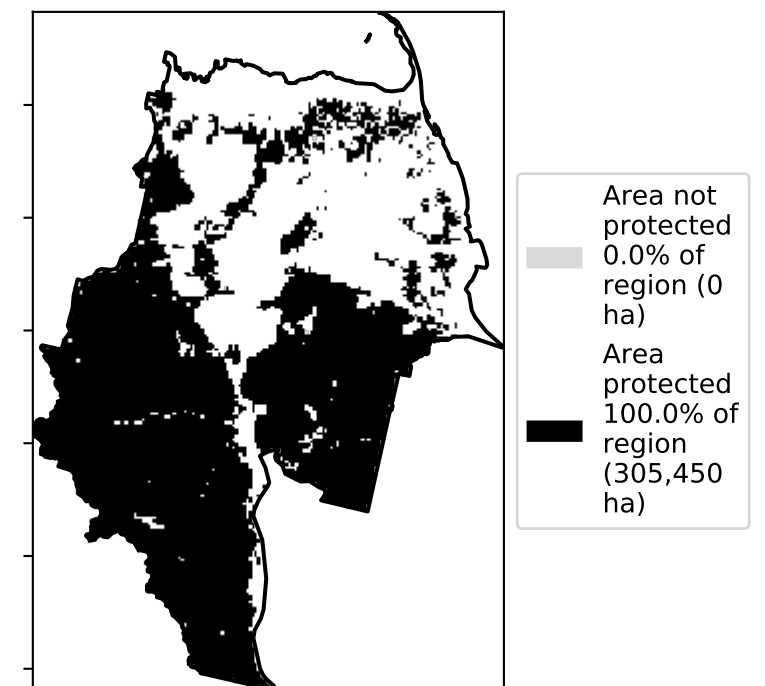 Area not
protected
0.0% of
region (0
ha)
Area
protected
100.0% of
region
(305,450
ha)